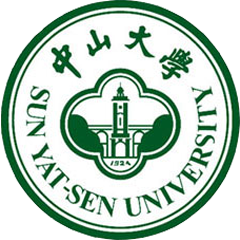 中山大學
1924
SUN YAT-SEN UNIVERSITY